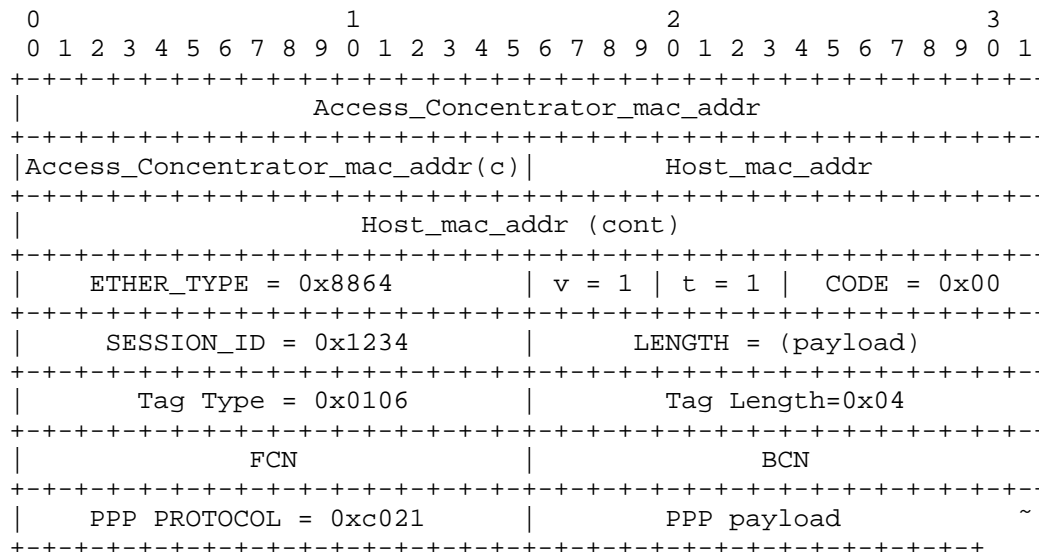 0                   1                   2                   3
0 1 2 3 4 5 6 7 8 9 0 1 2 3 4 5 6 7 8 9 0 1 2 3 4 5 6 7 8 9 0 1
+-+-+-+-+-+-+-+-+-+-+-+-+-+-+-+-+-+-+-+-+-+-+-+-+-+-+-+-+-+-+-+--
|                  Access_Concentrator_mac_addr
+-+-+-+-+-+-+-+-+-+-+-+-+-+-+-+-+-+-+-+-+-+-+-+-+-+-+-+-+-+-+-+--
|Access_Concentrator_mac_addr(c)|        Host_mac_addr
+-+-+-+-+-+-+-+-+-+-+-+-+-+-+-+-+-+-+-+-+-+-+-+-+-+-+-+-+-+-+-+--
|                     Host_mac_addr (cont)
+-+-+-+-+-+-+-+-+-+-+-+-+-+-+-+-+-+-+-+-+-+-+-+-+-+-+-+-+-+-+-+--
|    ETHER_TYPE = 0x8864        | v = 1 | t = 1 |  CODE = 0x00
+-+-+-+-+-+-+-+-+-+-+-+-+-+-+-+-+-+-+-+-+-+-+-+-+-+-+-+-+-+-+-+--
|     SESSION_ID = 0x1234       |      LENGTH = (payload)
+-+-+-+-+-+-+-+-+-+-+-+-+-+-+-+-+-+-+-+-+-+-+-+-+-+-+-+-+-+-+-+--
|       Tag Type = 0x0106       |        Tag Length=0x04
+-+-+-+-+-+-+-+-+-+-+-+-+-+-+-+-+-+-+-+-+-+-+-+-+-+-+-+-+-+-+-+--
|              FCN              |              BCN
+-+-+-+-+-+-+-+-+-+-+-+-+-+-+-+-+-+-+-+-+-+-+-+-+-+-+-+-+-+-+-+--
|    PPP PROTOCOL = 0xc021      |        PPP payload           ~
+-+-+-+-+-+-+-+-+-+-+-+-+-+-+-+-+-+-+-+-+-+-+-+-+-+-+-+-+-+-+